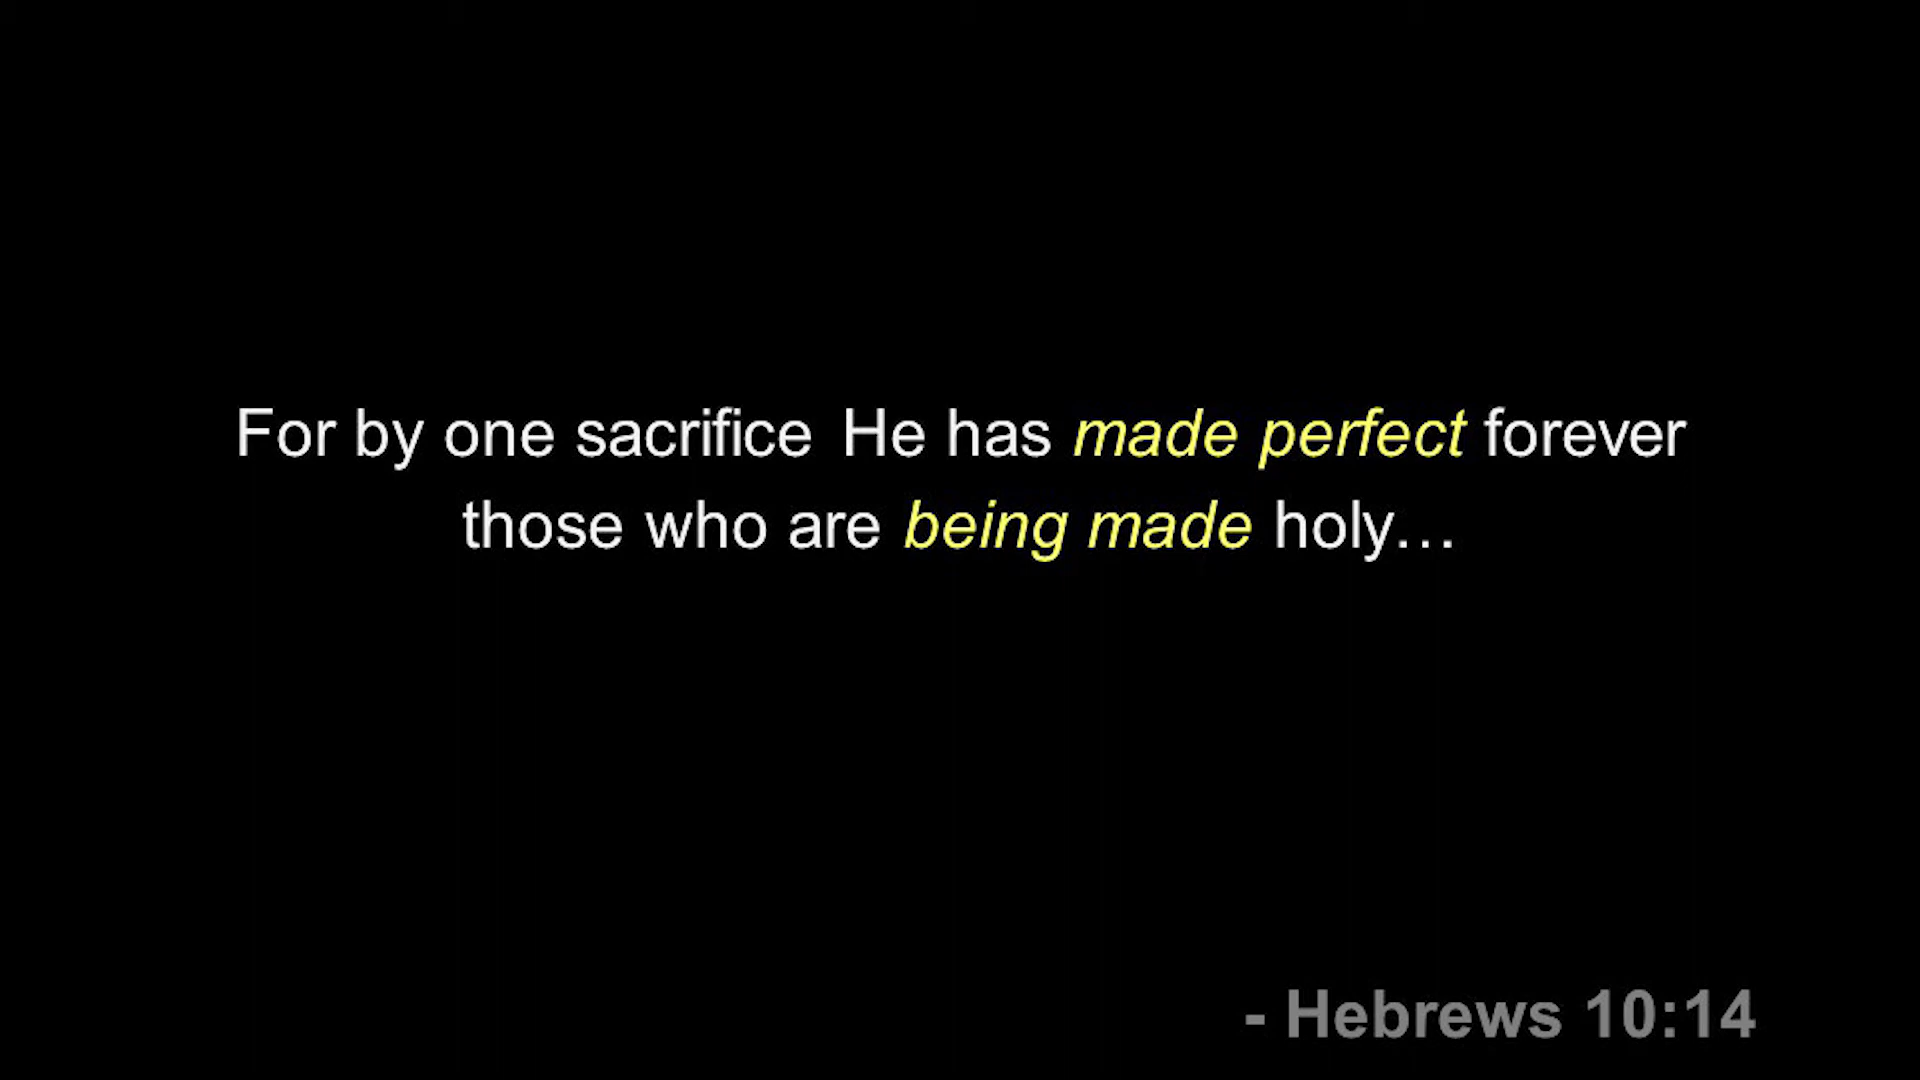 For by one sacrifice He has made perfect forever
those who are being made holy…
- Hebrews 10:14